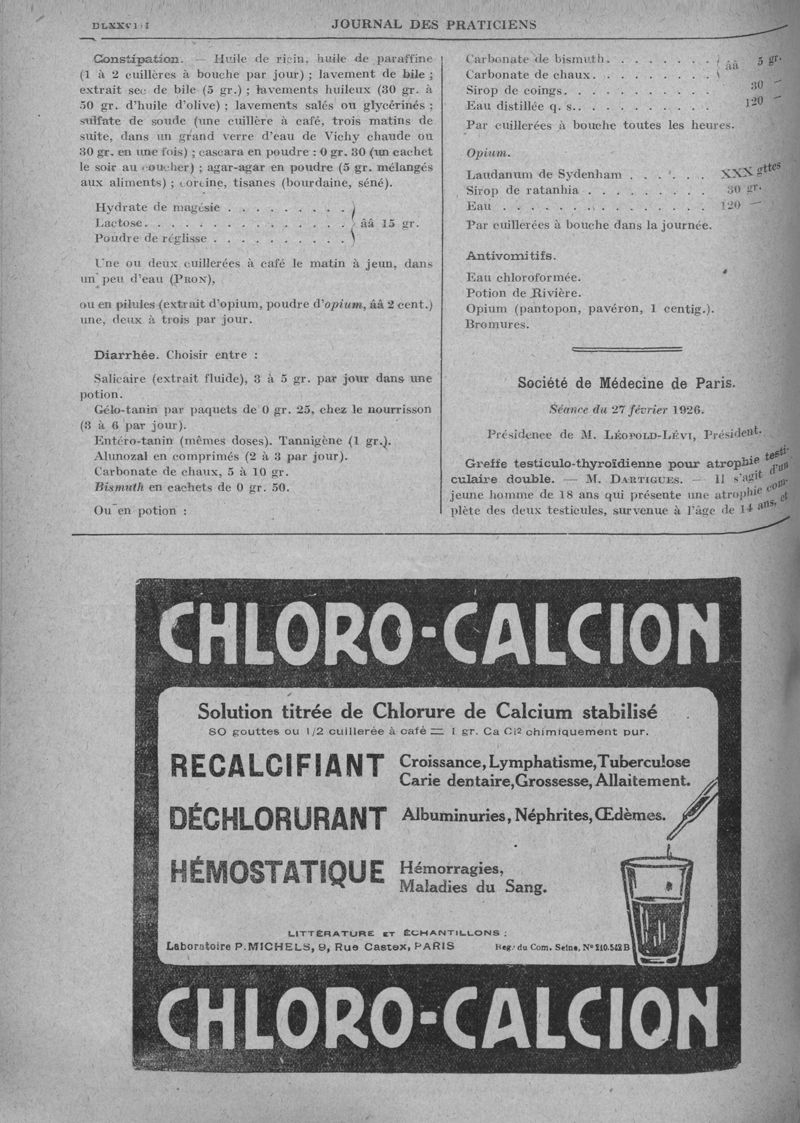 DLXXVIII
JOURNAL DES PRATICIENS
Constipation. — Huile de ricin, huile de paraffine
(1 à 2 cuillères à bouche par jour) ; lavement de bile ;
extrait sec de bile (5 gr.) ; lavements huileux (30 gr. à
50 gr. d'huile d'olive) ; lavements salés ou glycérinés ;
sulfate de soude (une cuillère à café, trois matins de
suite, dans un grand verre d'eau de Vichy chaude ou
30 gr. en une fois) ; cascara en poudre : 0 gr. 30 (un cachet
le soir au coucher) ; agar-agar en poudre (5 gr. mélangés
aux aliments) ; coreine, tisanes (bourdaine, séné).
Hydrate de magésie . . . . . . . .
Lactose . . . . . . . . . . . . . . . . } ââ 15 gr.
Poudre de réglisse . . . . . . . . . .
Une ou deux cuillerées à café le matin à jeun, dans
un peu d'eau (PRON),
ou en pilules (extrait d'opium, poudre d'opium, ââ 2 cent.)
une, deux à trois par jour.
Diarrhée. Choisir entre :
Salicaire (extrait fluide), 3 à 5 gr. par jour dans une
potion.
Gélo-tanin par paquets de 0 gr. 25, chez le nourrisson
(3 à 6 par jour).
Entéro-tanin (mêmes doses). Tannigène (1 gr.).
Alunozal en comprimés (2 à 3 par jour).
Carbonate de chaux, 5 à 10 gr.
Bismuth en cachets de 0 gr. 50.
Ou en potion :
Carbonate de bismuth . . . . . . . } ââ 5 gr.
Carbonate de chaux . . . . . . . .
Sirop de coings . . . . . . . . . . 30 —
Eau distillée q. s. . . . . . . . . . 120 —
Par cuillerées à bouche toutes les heures.
Opium.
Laudanum de Sydenham . . . . . . XXX gttes
Sirop de ratanhia . . . . . . . . . 30 gr.
Eau . . . . . . . . . . . . . . . 120 —
Par cuillerées à bouche dans la journée.
Antivomitifs.
Eau chloroformée.
Potion de Rivière.
Opium (pantopon, pavéron, 1 centig.).
Bromures.
Société de Médecine de Paris.
Séance du 27 février 1926.
Présidence de M. LÉOPOLD-LÉVI, Président.
Greffe testiculo-thyroïdienne pour atrophie testi-
culaire double. — M. DARTIGUES. — Il s'agit d'un
jeune homme de 18 ans qui présente une atrophie com-
plète des deux testicules, survenue à l'âge de 14 ans, et
CHLORO-CALCION
Solution titrée de Chlorure de Calcium stabilisé
80 gouttes ou 1/2 cuillerée à café = 1 gr. Ca Cl² chimiquement pur.
RECALCIFIANT Croissance, Lymphatisme, Tuberculose
Carie dentaire, Grossesse, Allaitement.
DÉCHLORURANT Albuminuries, Néphrites, Œdèmes.
HÉMOSTATIQUE Hémorragies,
Maladies du Sang.
LITTÉRATURE ET ÉCHANTILLONS :
Laboratoire P. MICHELS, 9, Rue Castex, PARIS Reg. du Com. Seine, N° 210.542 B
CHLORO-CALCION